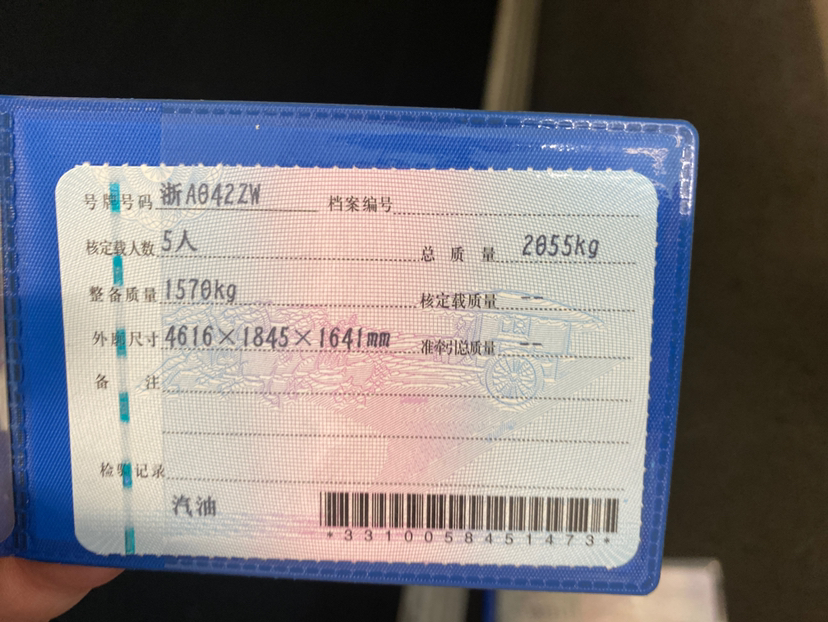 号牌号码 浙A042ZW 档案编号
核定载人数 5人 总质量 2055kg
整备质量 1570kg 核定载质量 --
外廓尺寸 4616×1845×1641mm 准牵引总质量 --
备注
检验记录
汽油
*3310058451473*